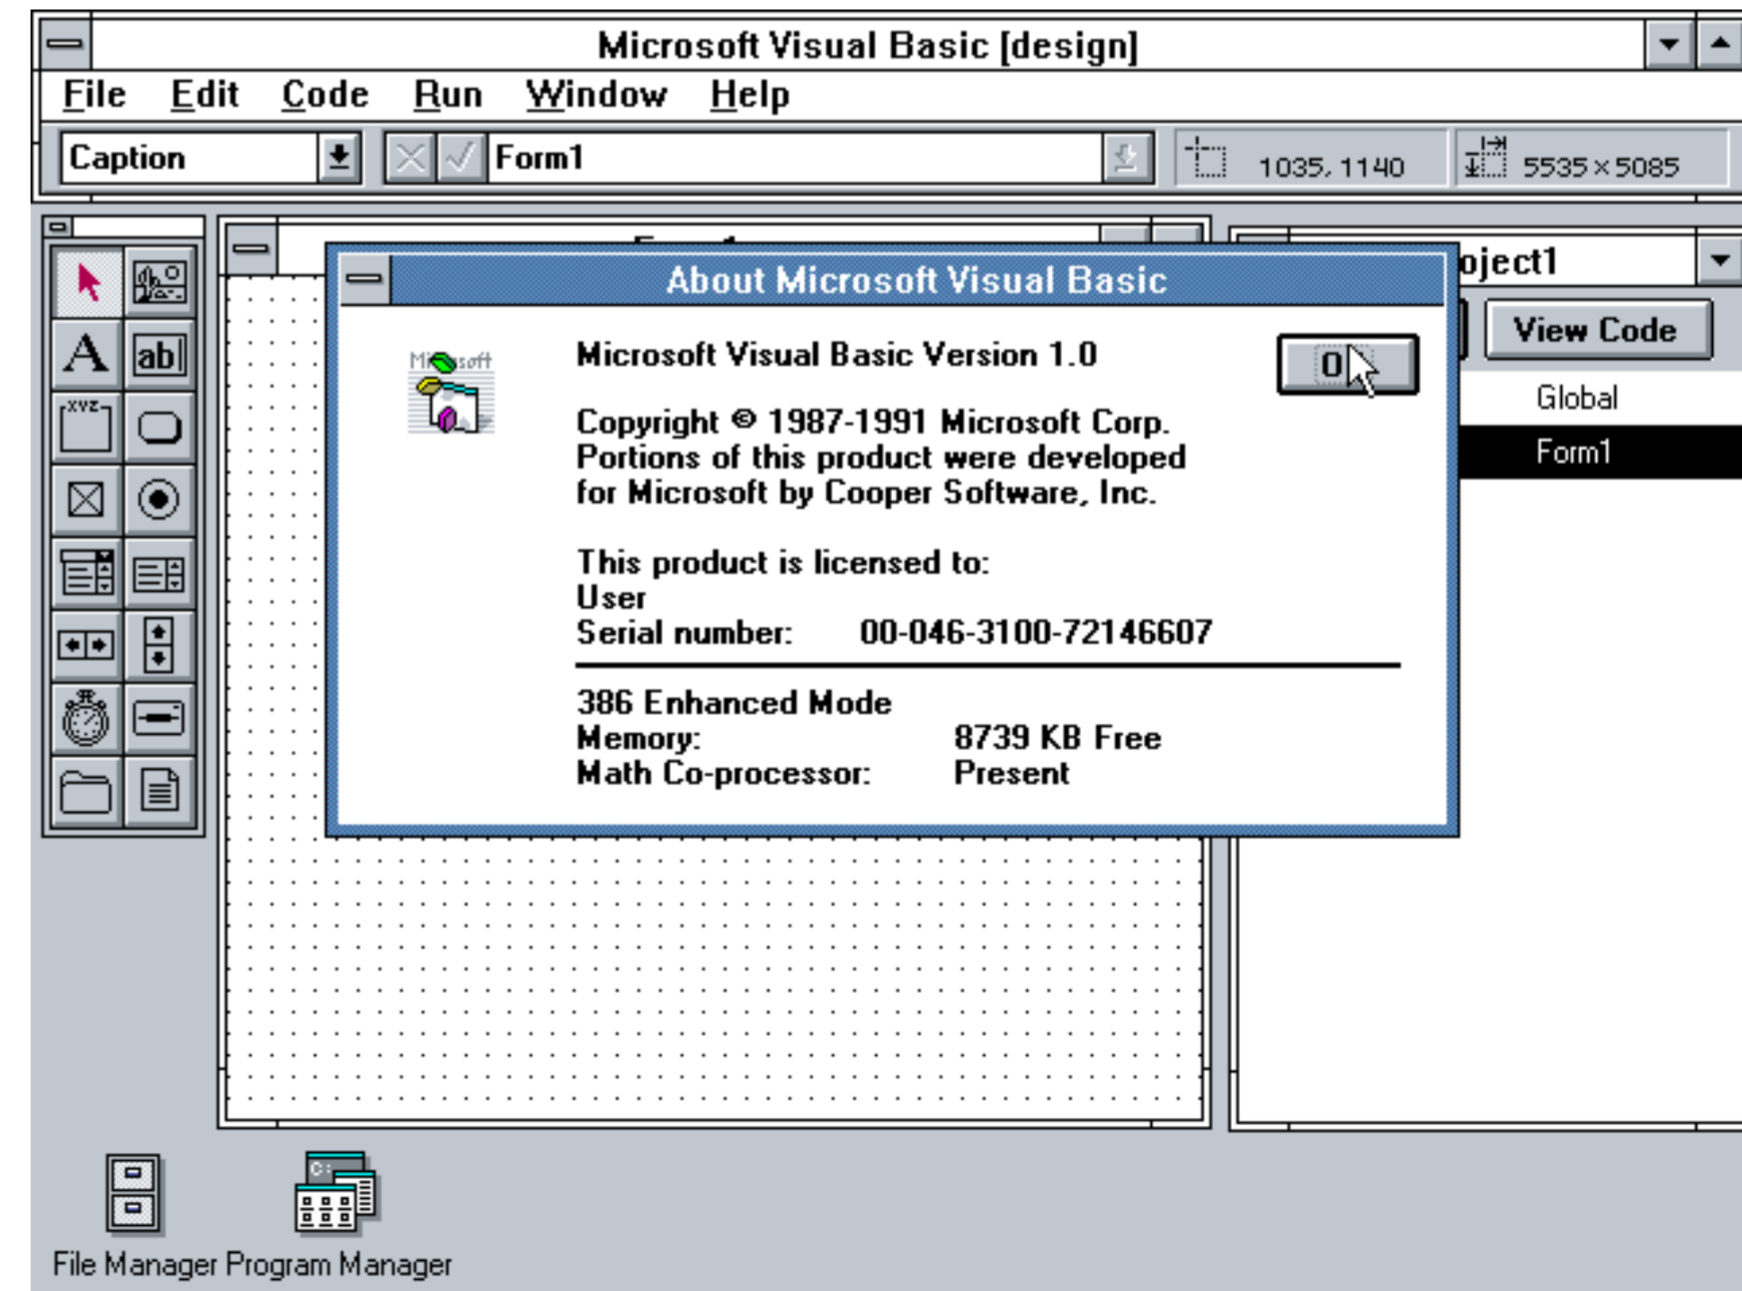 Microsoft Visual Basic [design]
File Edit Code Run Window Help
Caption
Form1
1035, 1140
5535 × 5085
About Microsoft Visual Basic
Microsoft Visual Basic Version 1.0
Copyright © 1987-1991 Microsoft Corp.
Portions of this product were developed
for Microsoft by Cooper Software, Inc.
This product is licensed to:
User
Serial number: 00-046-3100-72146607
386 Enhanced Mode
Memory: 8739 KB Free
Math Co-processor: Present
oject1
View Code
Global
Form1
A
ab
XYZ
C:
File Manager
Program Manager